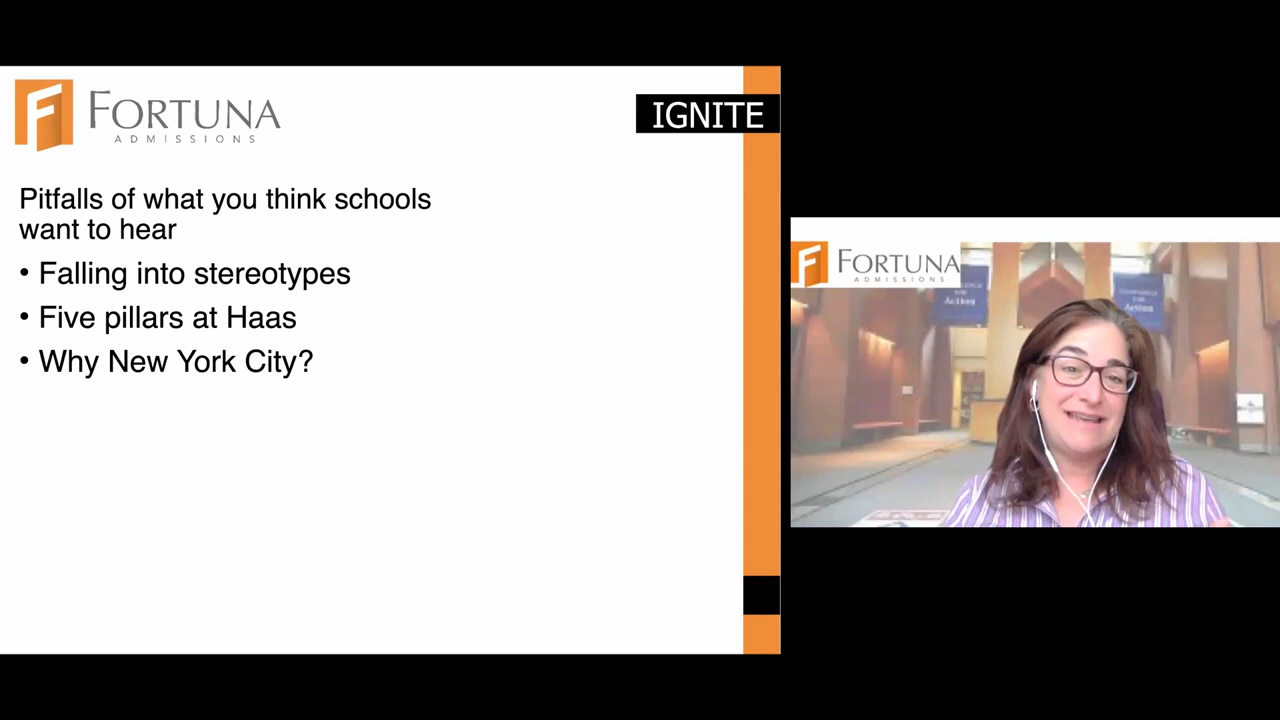 FORTUNA
ADMISSIONS
IGNITE
Pitfalls of what you think schools
want to hear
• Falling into stereotypes
• Five pillars at Haas
• Why New York City?
FORTUNA
ADMISSIONS